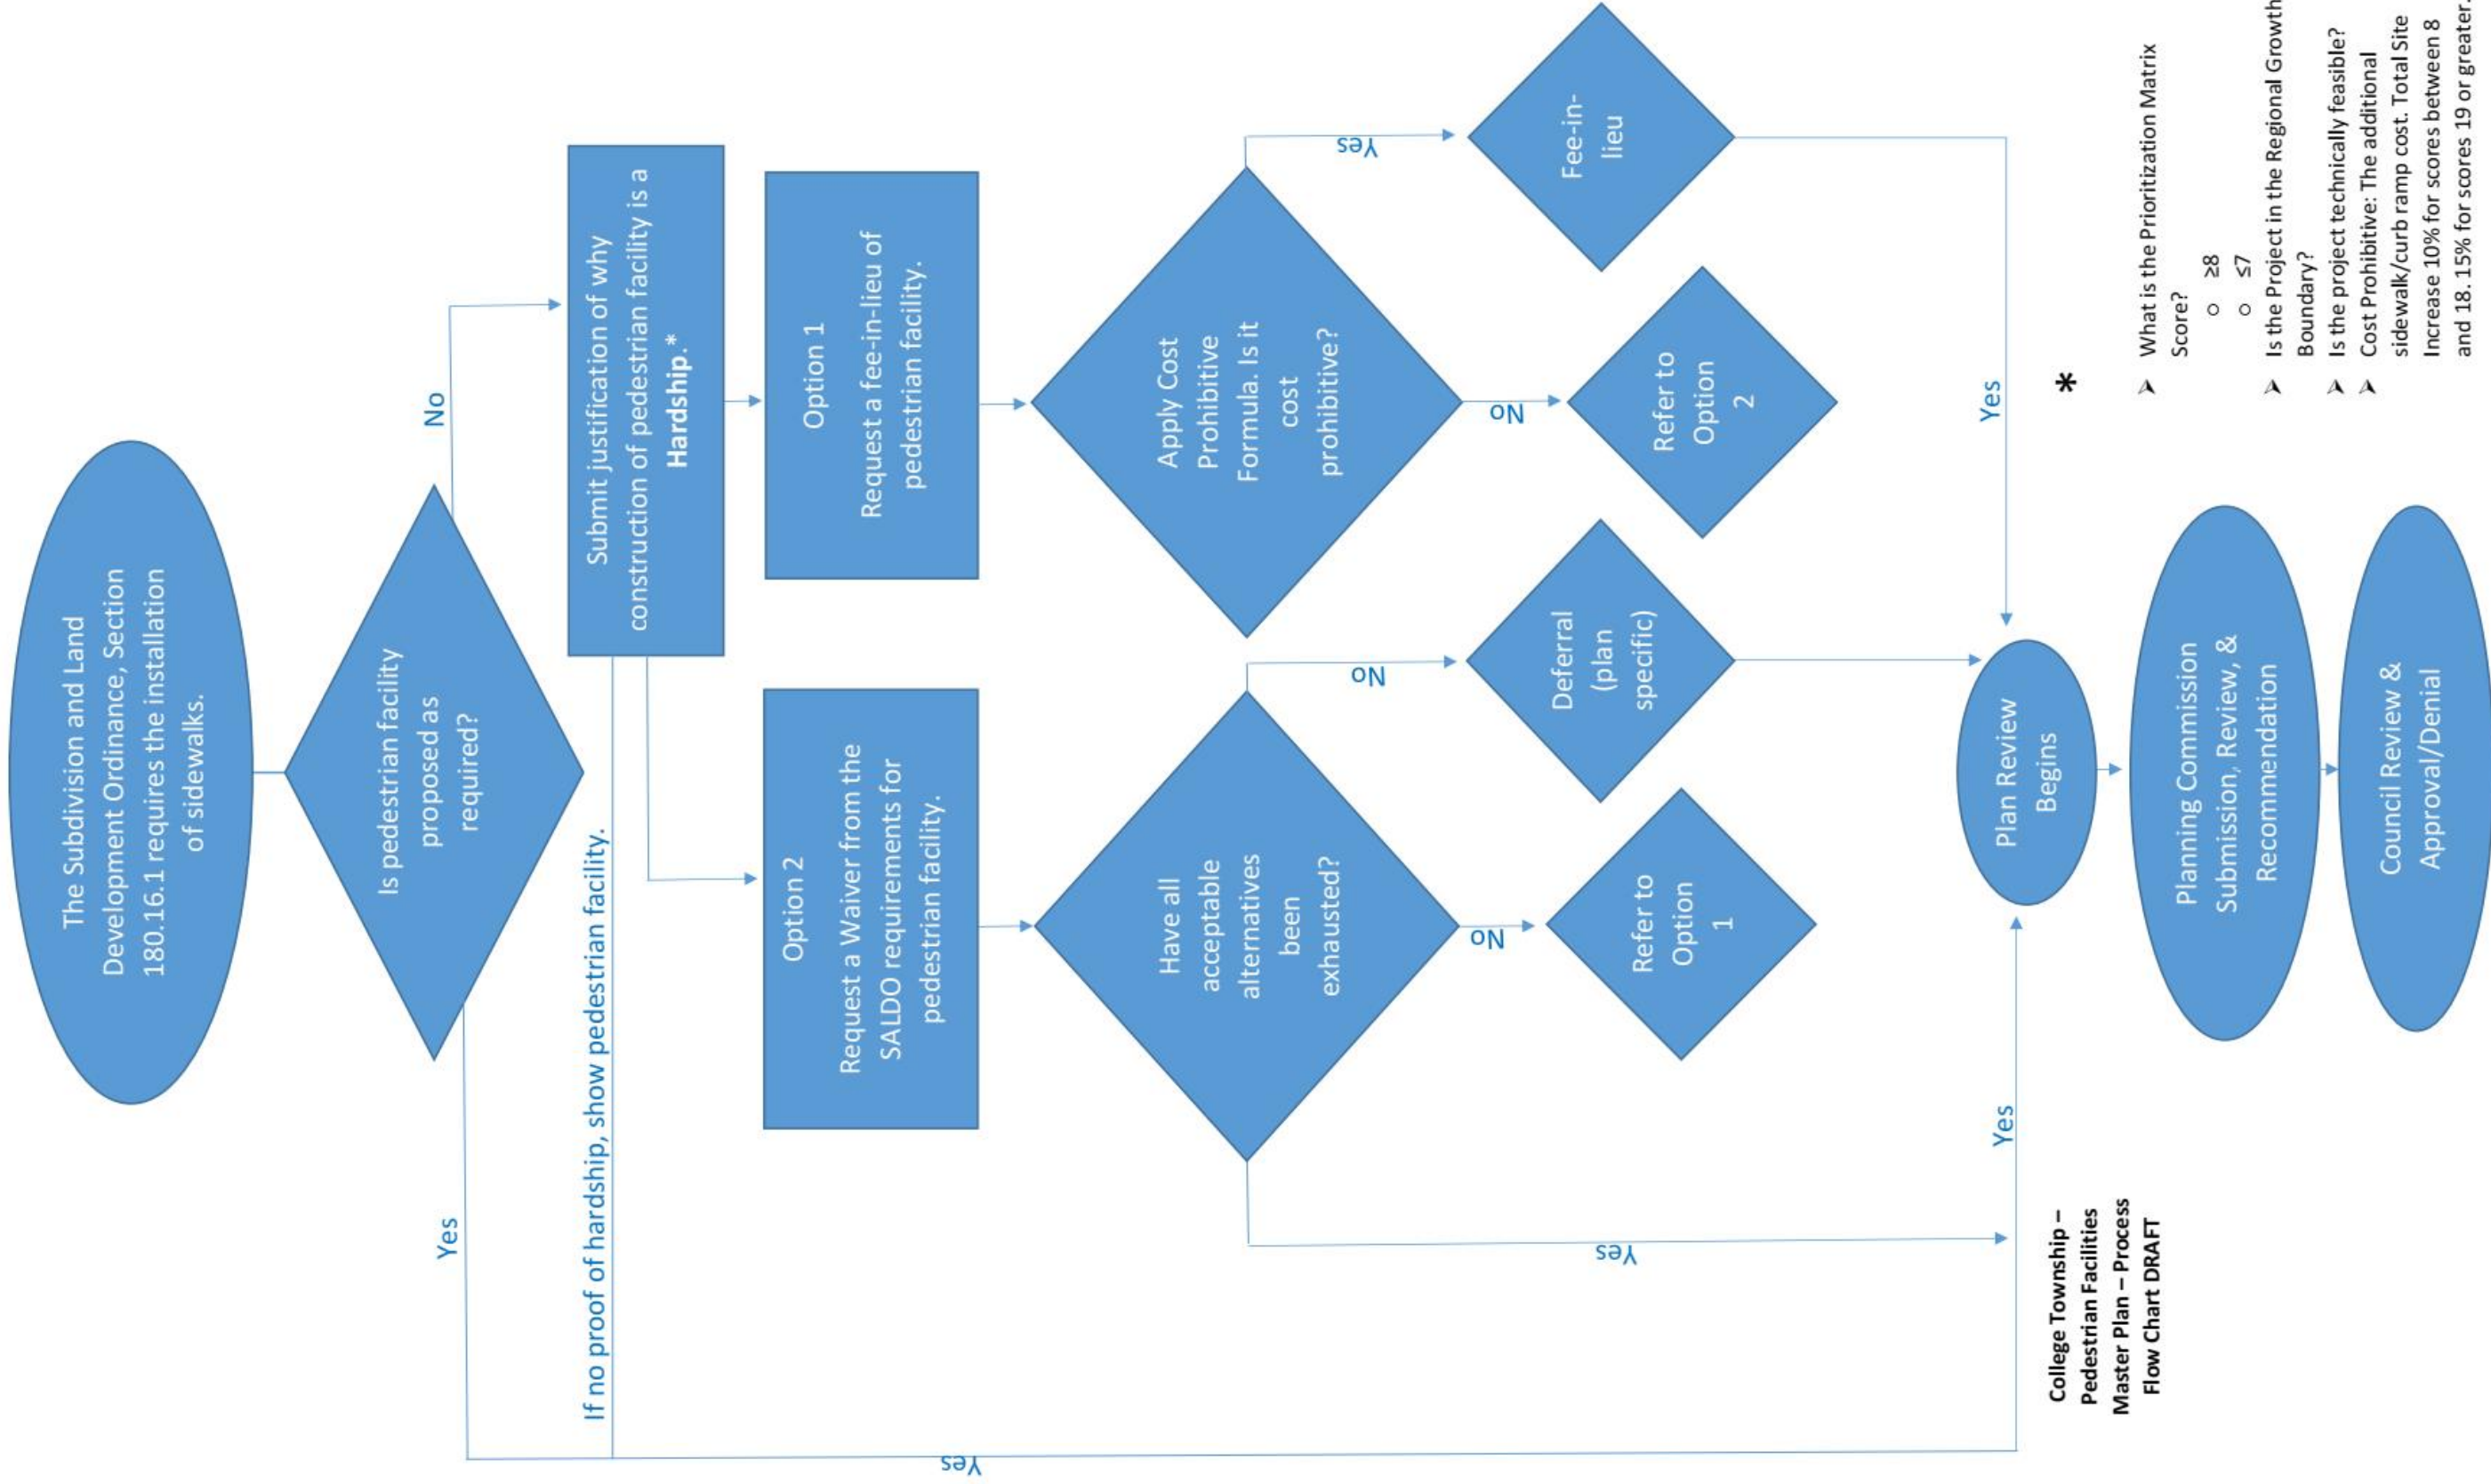 The Subdivision and Land
Development Ordinance, Section
180.16.1 requires the installation
of sidewalks.
Is pedestrian facility
proposed as
required?
Yes
No
If no proof of hardship, show pedestrian facility.
Submit justification of why
construction of pedestrian facility is a
Hardship.*
Option 2
Request a Waiver from the
SALDO requirements for
pedestrian facility.
Option 1
Request a fee-in-lieu of
pedestrian facility.
Yes
Have all
acceptable
alternatives
been
exhausted?
Apply Cost
Prohibitive
Formula. Is it
cost
prohibitive?
No
Yes
No
No
Yes
Refer to
Option
1
Deferral
(plan
specific)
Refer to
Option
2
Fee-in-
lieu
Yes
Yes
Plan Review
Begins
College Township –
Pedestrian Facilities
Master Plan – Process
Flow Chart DRAFT
Planning Commission
Submission, Review, &
Recommendation
Council Review &
Approval/Denial
*
➢ What is the Prioritization Matrix
Score?
○ ≥8
○ ≤7
➢ Is the Project in the Regional Growth
Boundary?
➢ Is the project technically feasible?
➢ Cost Prohibitive: The additional
sidewalk/curb ramp cost. Total Site
Increase 10% for scores between 8
and 18. 15% for scores 19 or greater.